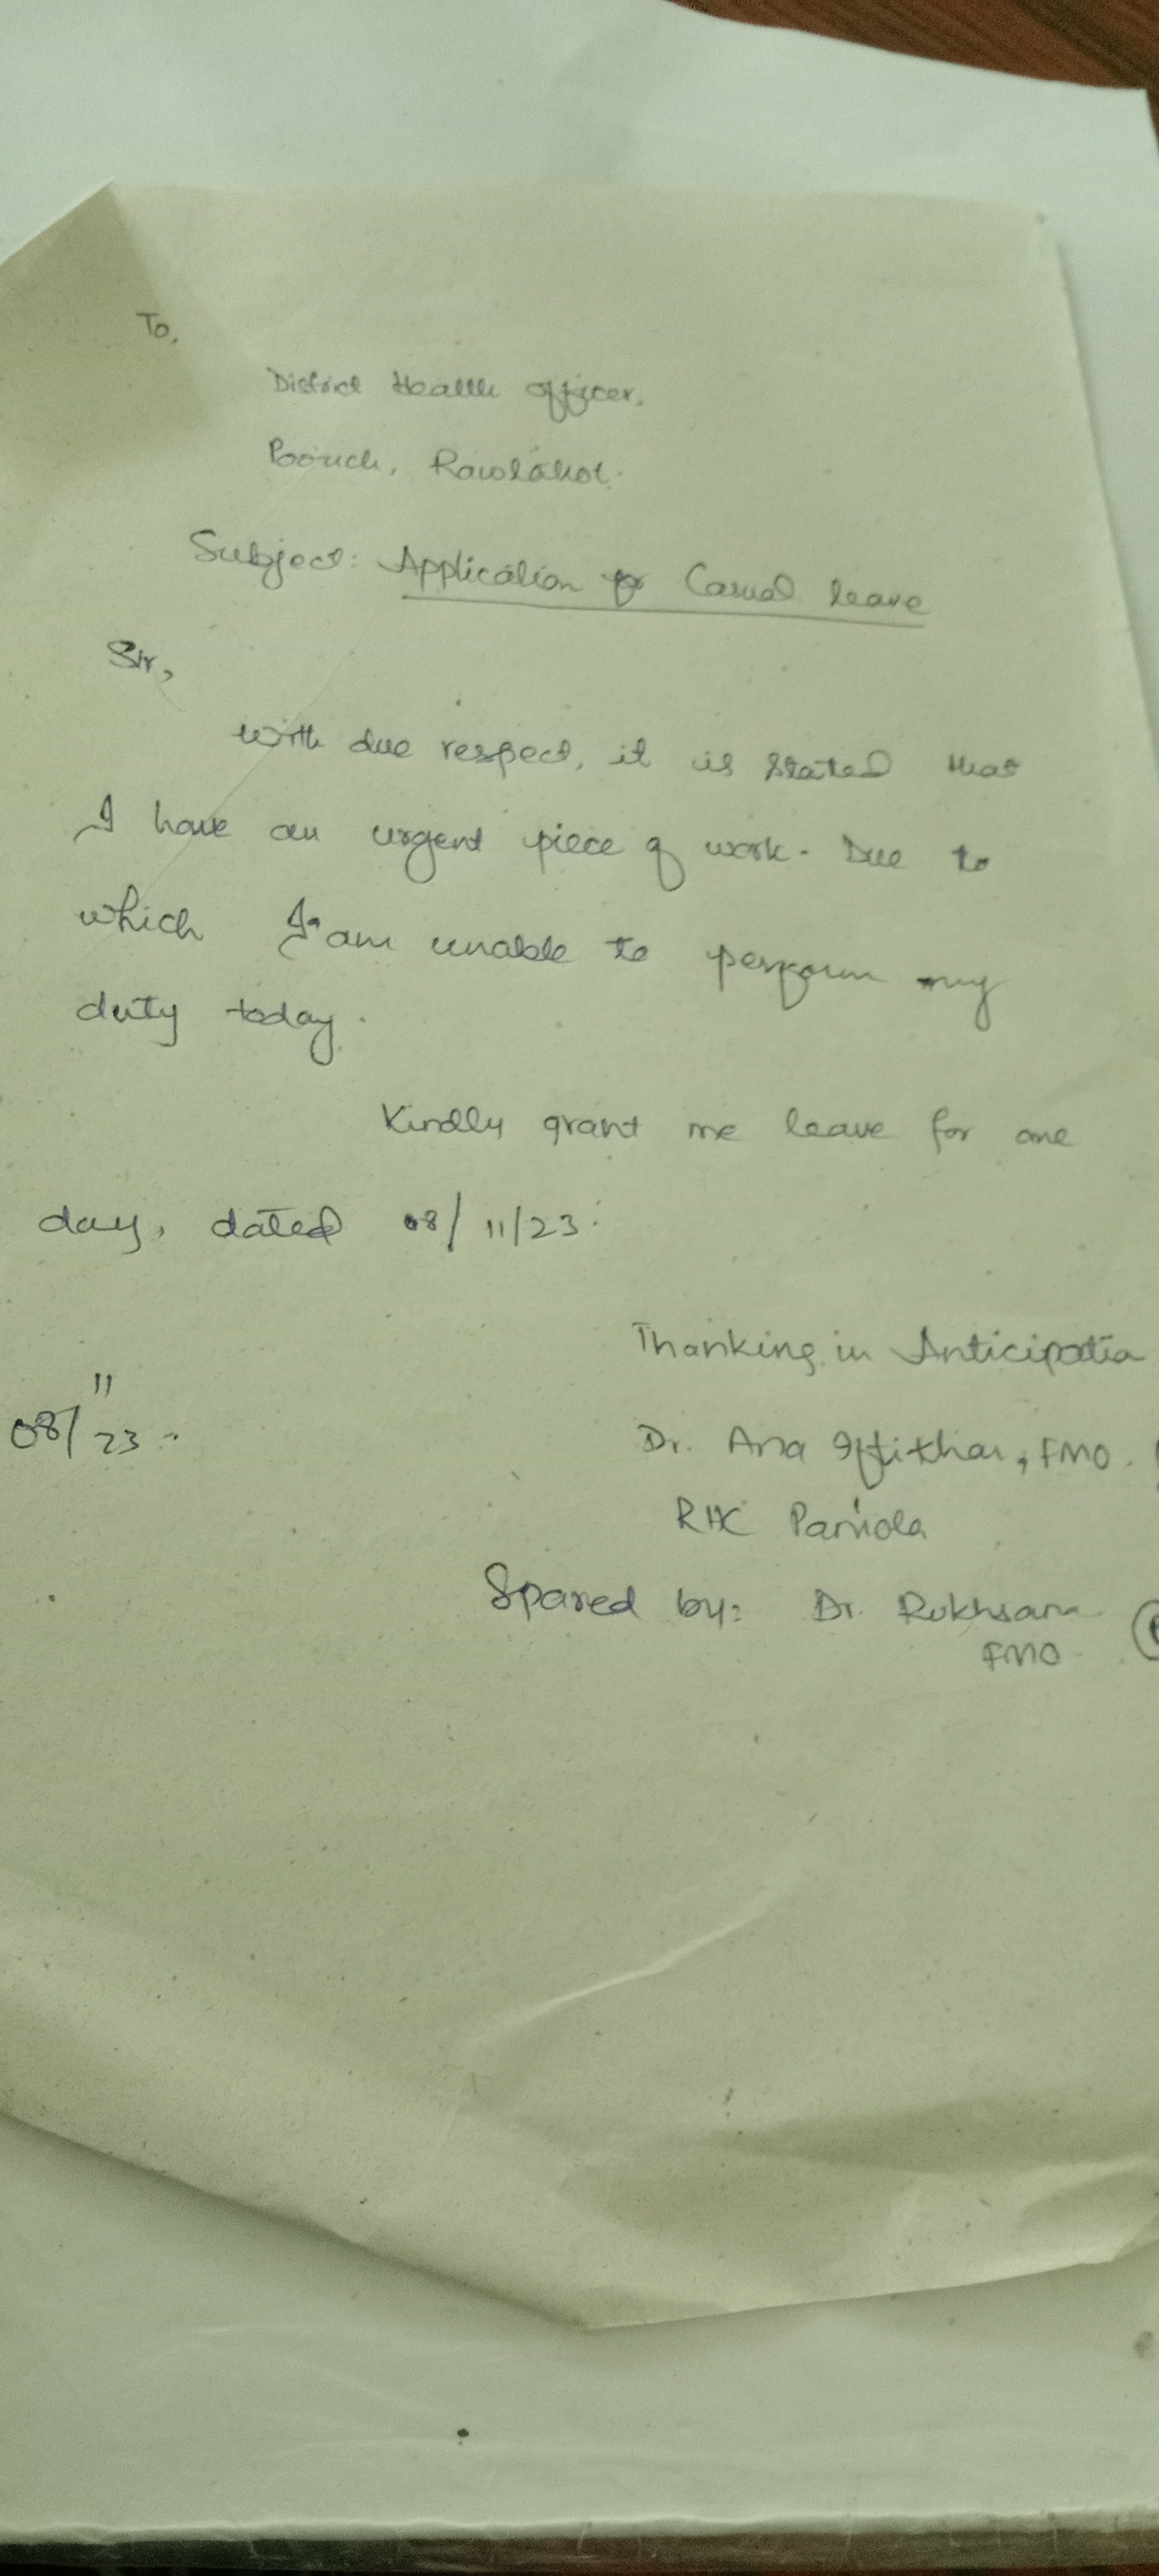 To,
District Health officer,
Poonch, Rawlakot.
Subject: Application for Casual leave
Sir,
with due respect, it is stated that
I have an urgent piece of work. Due to
which I am unable to perform my
duty today.
Kindly grant me leave for one
day, dated 08/11/23.
Thanking in Anticipatio
11
08/23
Dr. Ana Iftikhar, FMO.
RHC Paniola
Spared by: Dr. Rukhsana
FMO